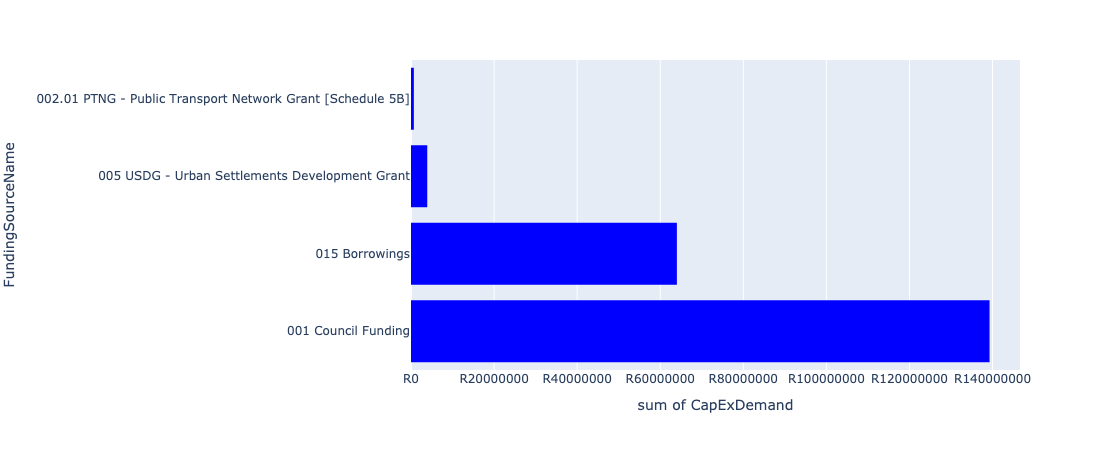 002.01 PTNG - Public Transport Network Grant [Schedule 5B]
005 USDG - Urban Settlements Development Grant
FundingSourceName
015 Borrowings
001 Council Funding
R0 R20000000 R40000000 R60000000 R80000000 R100000000 R120000000 R140000000
sum of CapExDemand